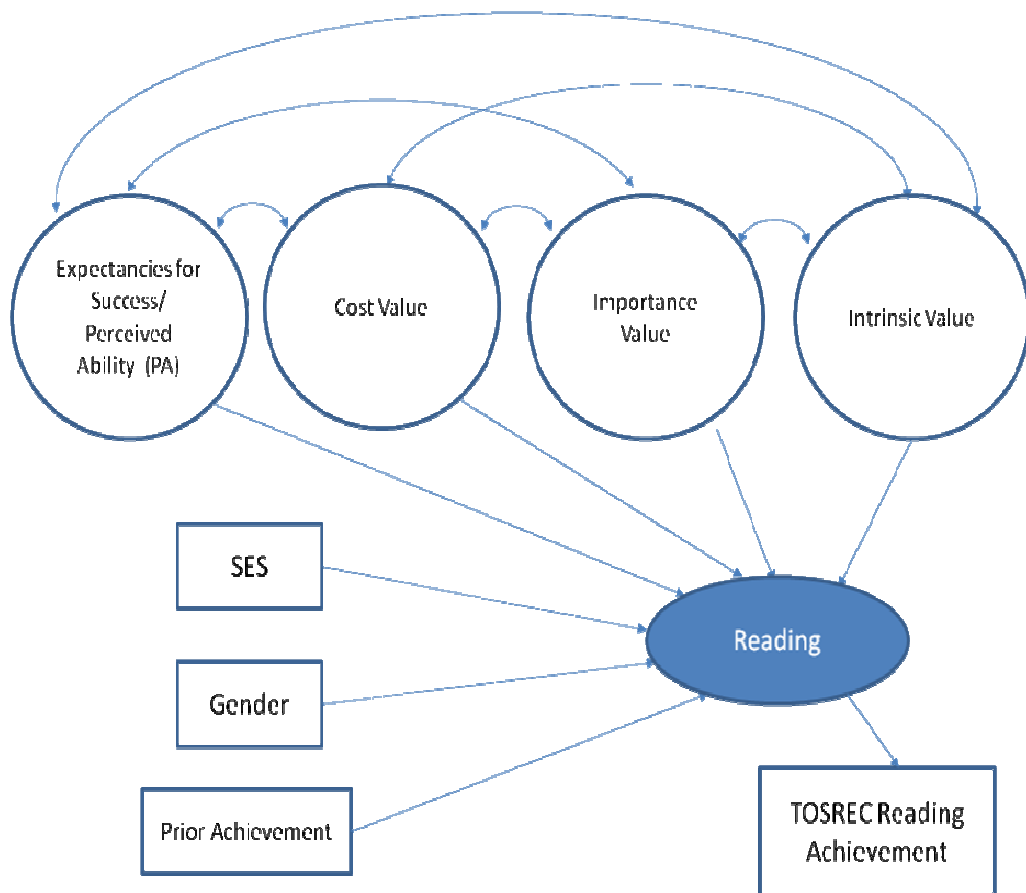 Expectancies for
Success/
Perceived
Ability (PA)
Cost Value
Importance
Value
Intrinsic Value
SES
Gender
Prior Achievement
Reading
TOSREC Reading
Achievement